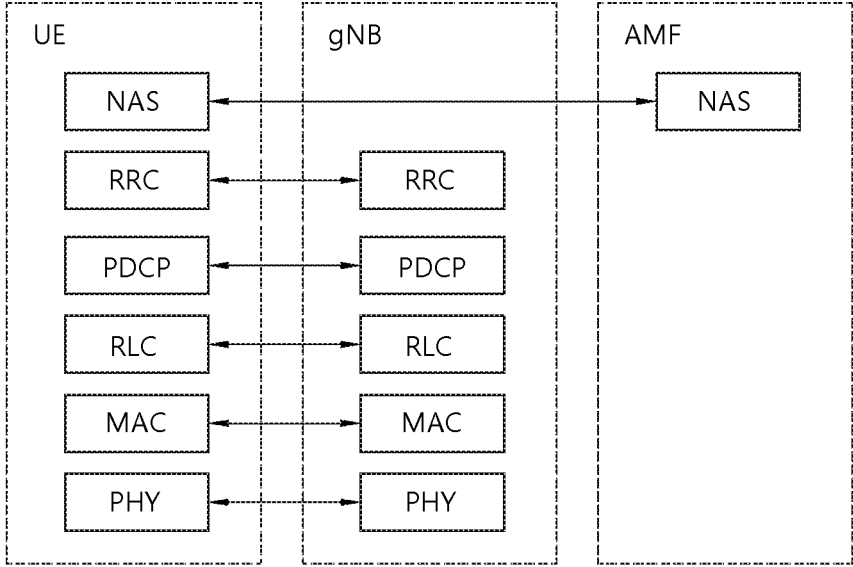 UE gNB AMF
NAS NAS
RRC RRC
PDCP PDCP
RLC RLC
MAC MAC
PHY PHY